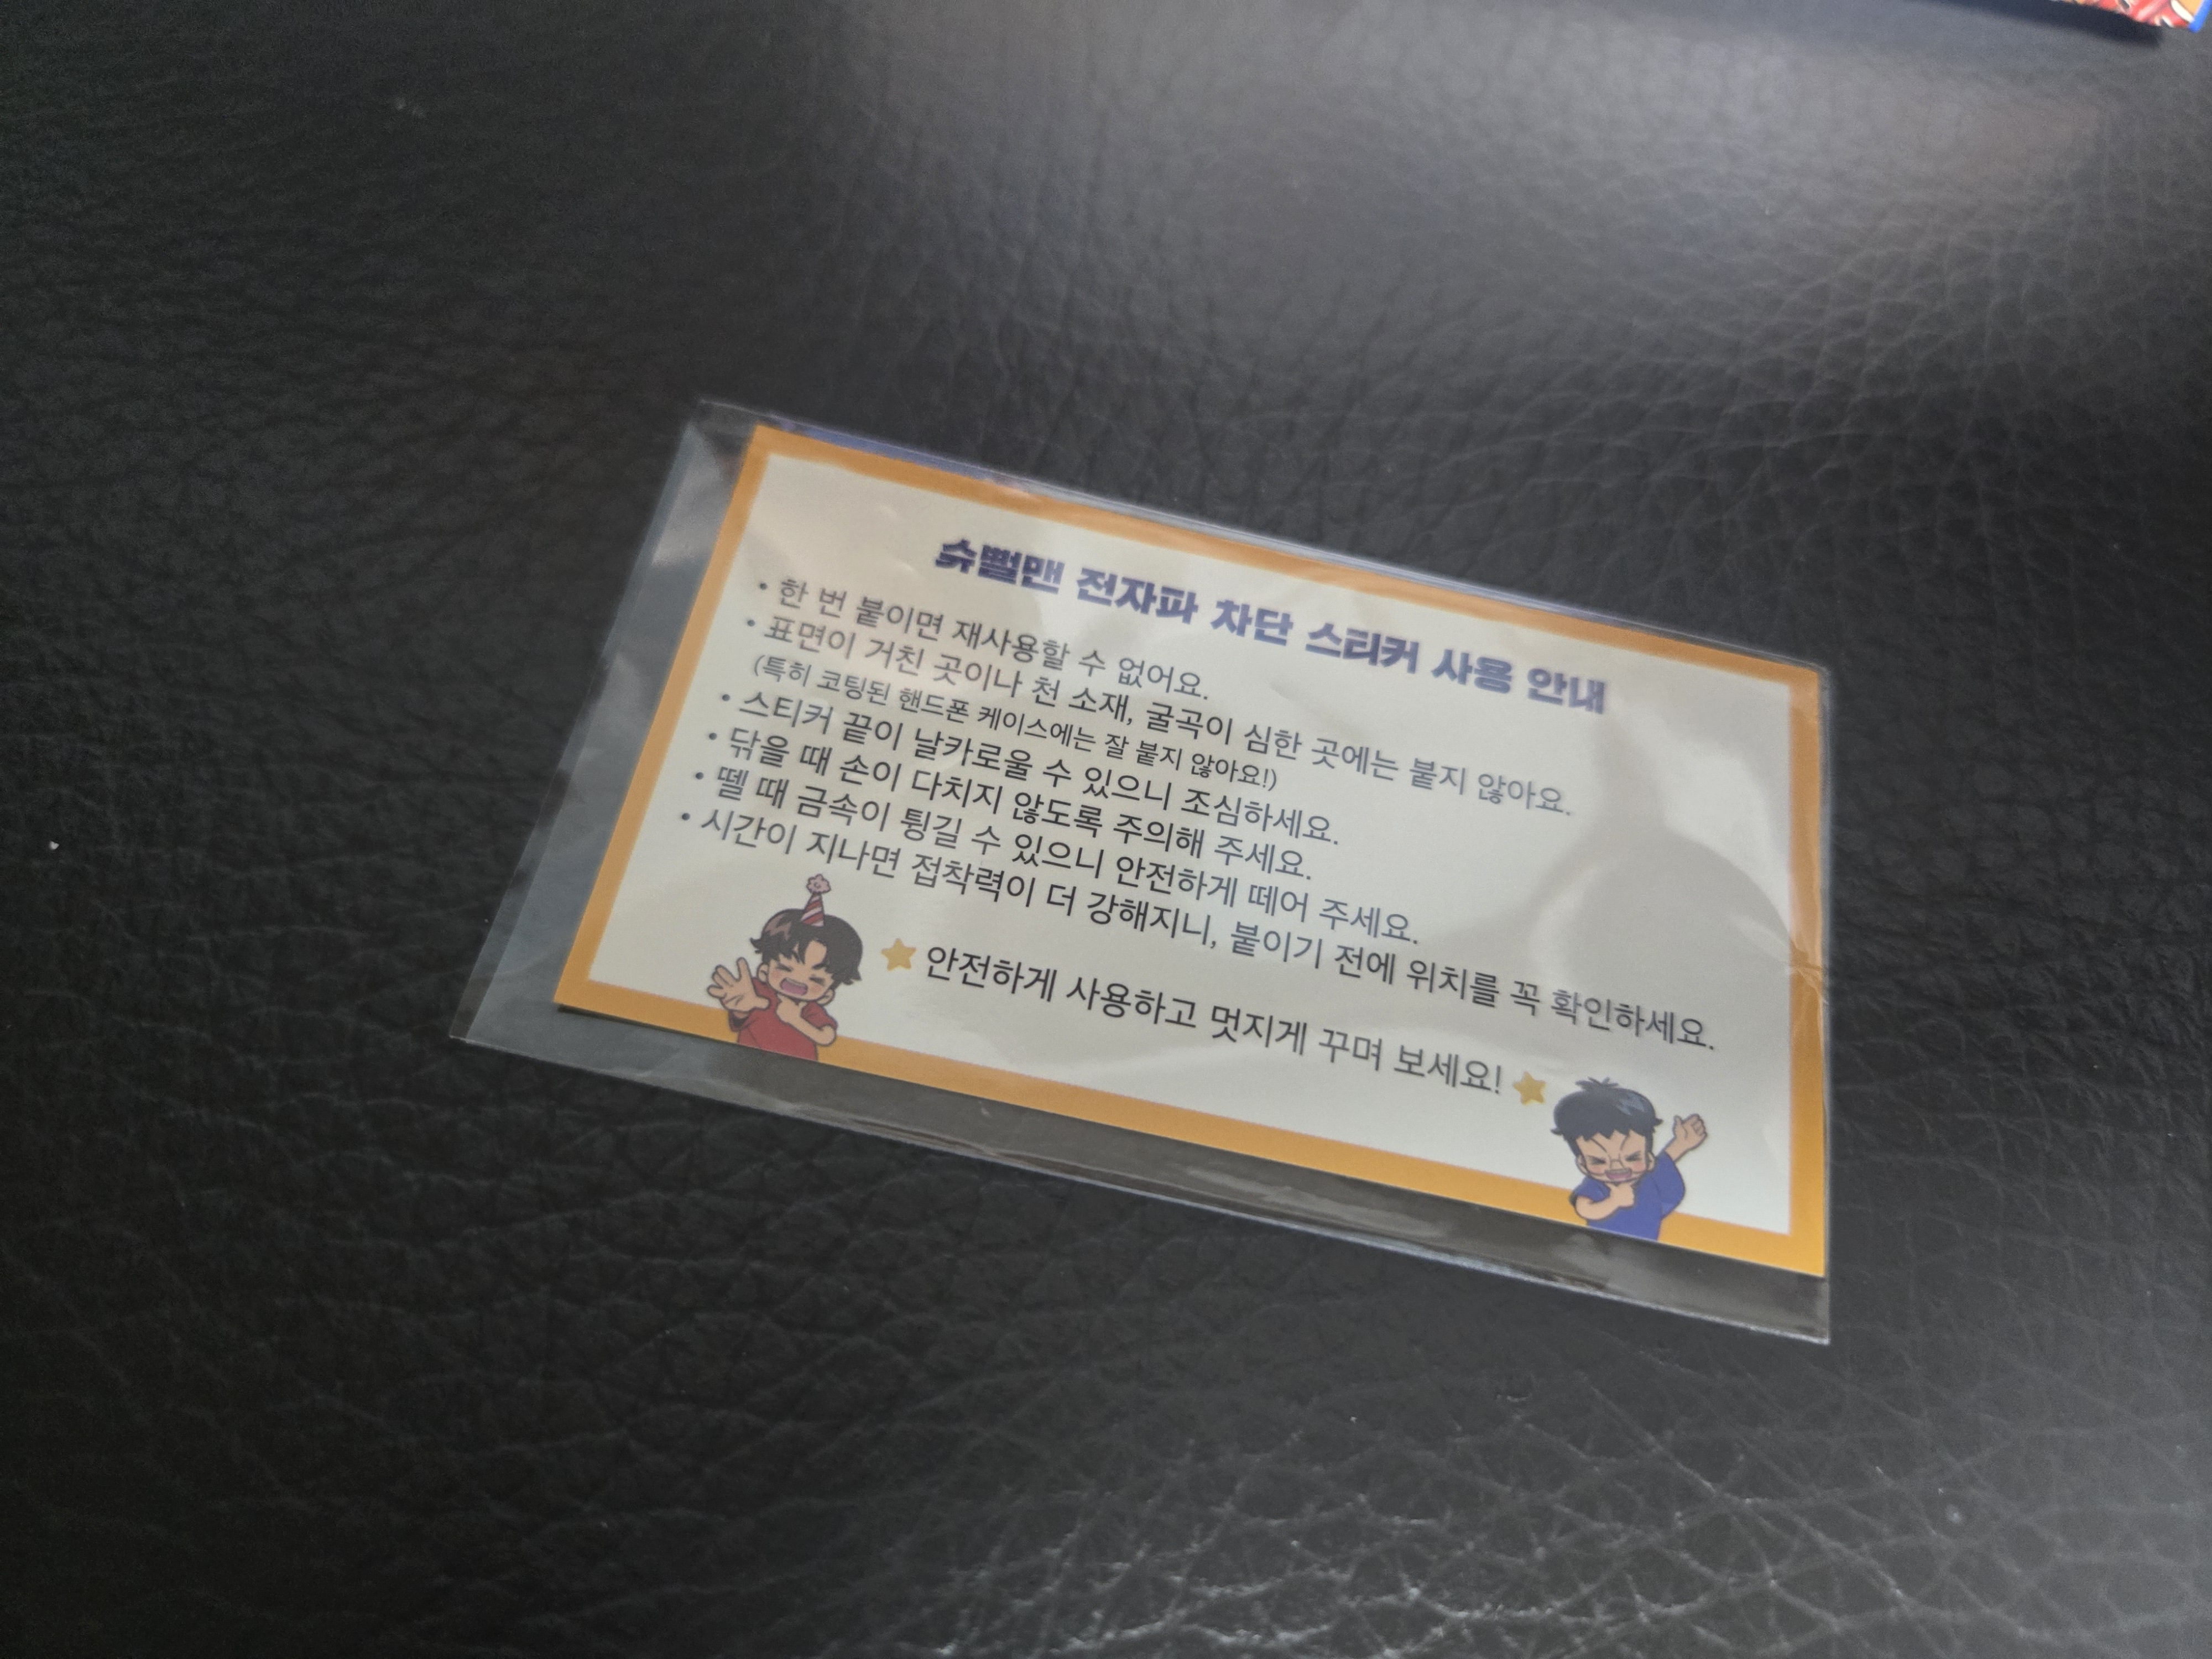 슈뻘맨 전자파 차단 스티커 사용 안내
• 한 번 붙이면 재사용할 수 없어요.
• 표면이 거친 곳이나 천 소재, 굴곡이 심한 곳에는 붙지 않아요.
(특히 코팅된 핸드폰 케이스에는 잘 붙지 않아요!)
• 스티커 끝이 날카로울 수 있으니 조심하세요.
• 닦을 때 손이 다치지 않도록 주의해 주세요.
• 뗄 때 금속이 튕길 수 있으니 안전하게 떼어 주세요.
• 시간이 지나면 접착력이 더 강해지니, 붙이기 전에 위치를 꼭 확인하세요.
⭐ 안전하게 사용하고 멋지게 꾸며 보세요! ⭐